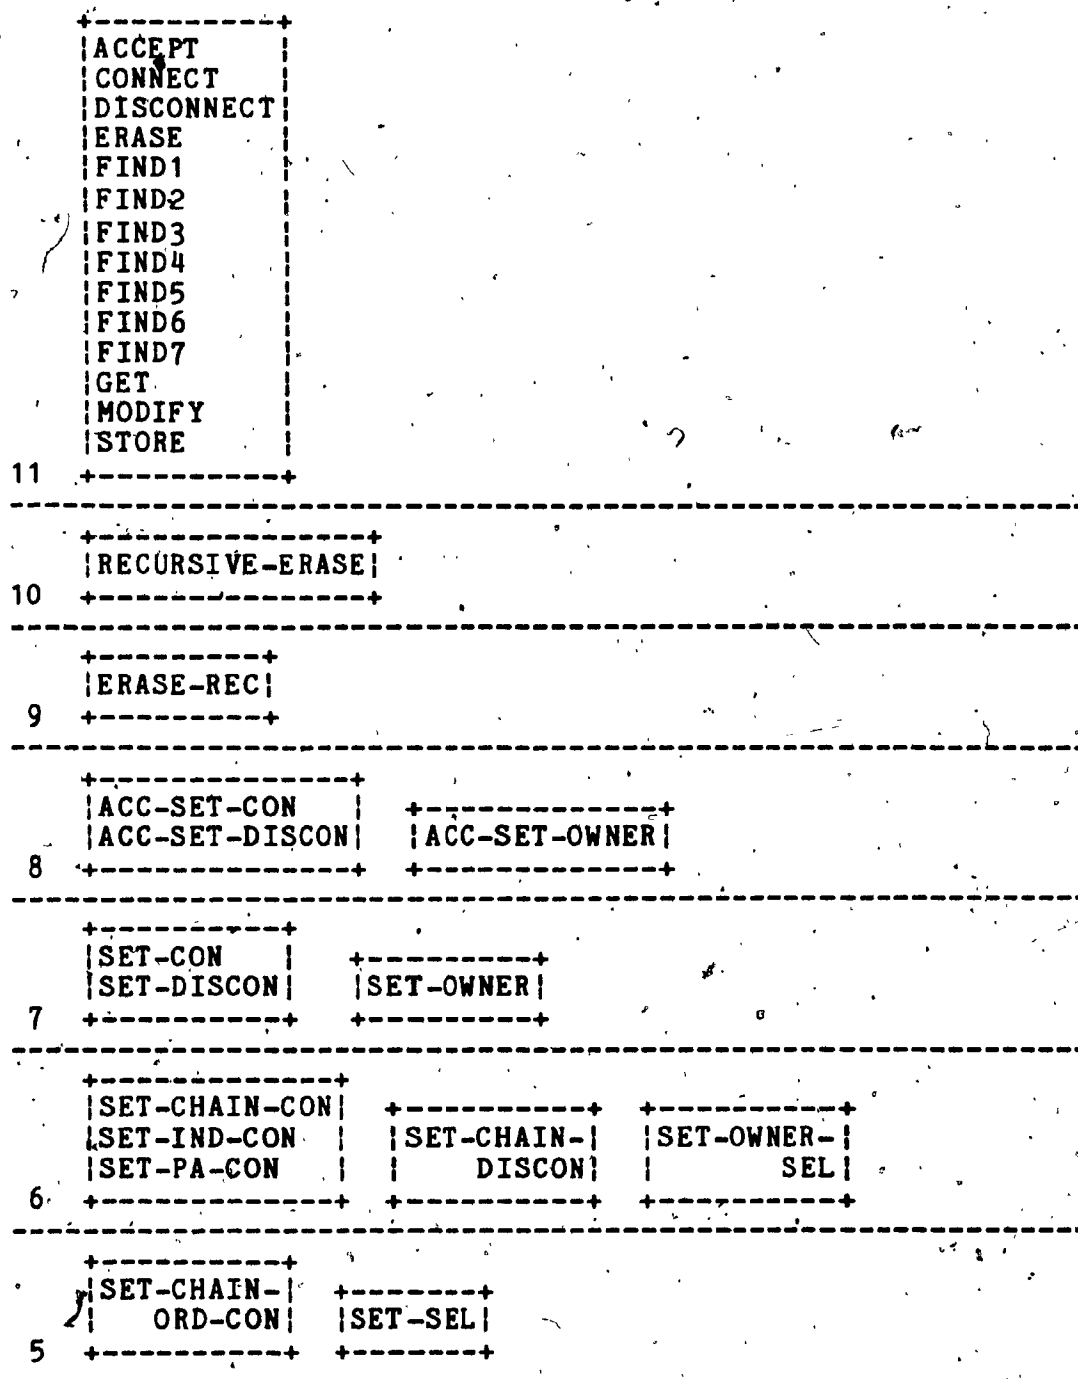 ACCEPT
CONNECT
DISCONNECT
ERASE
FIND1
FIND2
FIND3
FIND4
FIND5
FIND6
FIND7
GET
MODIFY
STORE
11
RECURSIVE-ERASE
10
ERASE-REC
9
ACC-SET-CON
ACC-SET-DISCON ACC-SET-OWNER
8
SET-CON
SET-DISCON SET-OWNER
7
SET-CHAIN-CON
SET-IND-CON SET-CHAIN- SET-OWNER-
SET-PA-CON DISCON SEL
6
SET-CHAIN-
ORD-CON SET-SEL
5